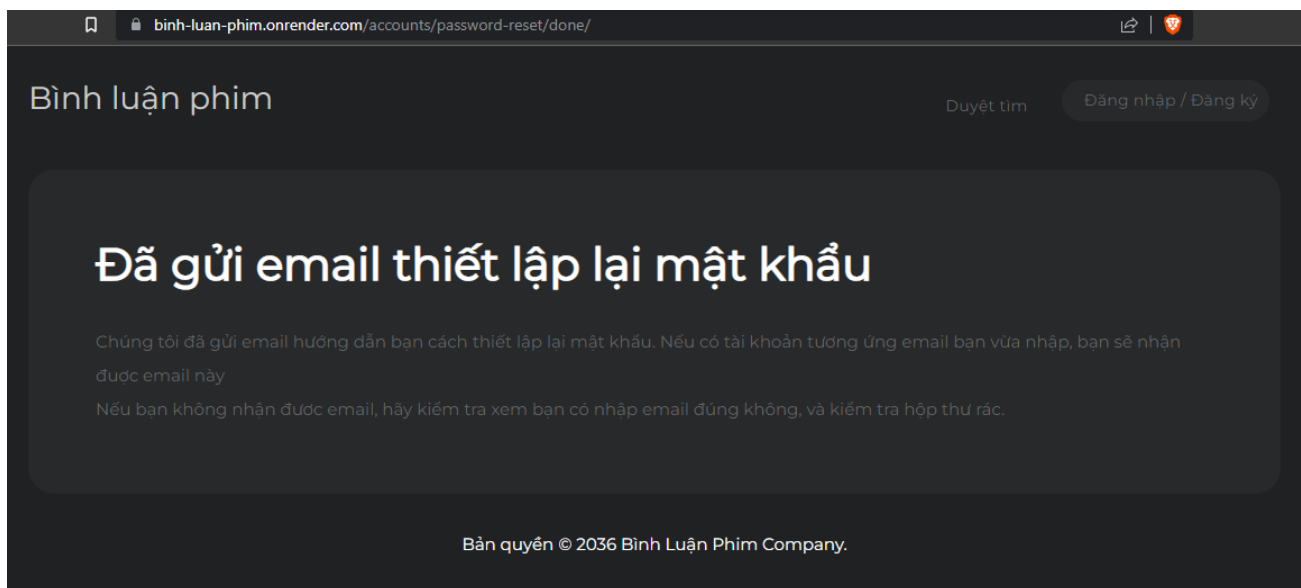 binh-luan-phim.onrender.com/accounts/password-reset/done/
Bình luận phim
Duyệt tìm
Đăng nhập / Đăng ký
Đã gửi email thiết lập lại mật khẩu
Chúng tôi đã gửi email hướng dẫn bạn cách thiết lập lại mật khẩu. Nếu có tài khoản tương ứng email bạn vừa nhập, bạn sẽ nhận
được email này
Nếu bạn không nhận được email, hãy kiểm tra xem bạn có nhập email đúng không, và kiểm tra hộp thư rác.
Bản quyền © 2036 Bình Luận Phim Company.